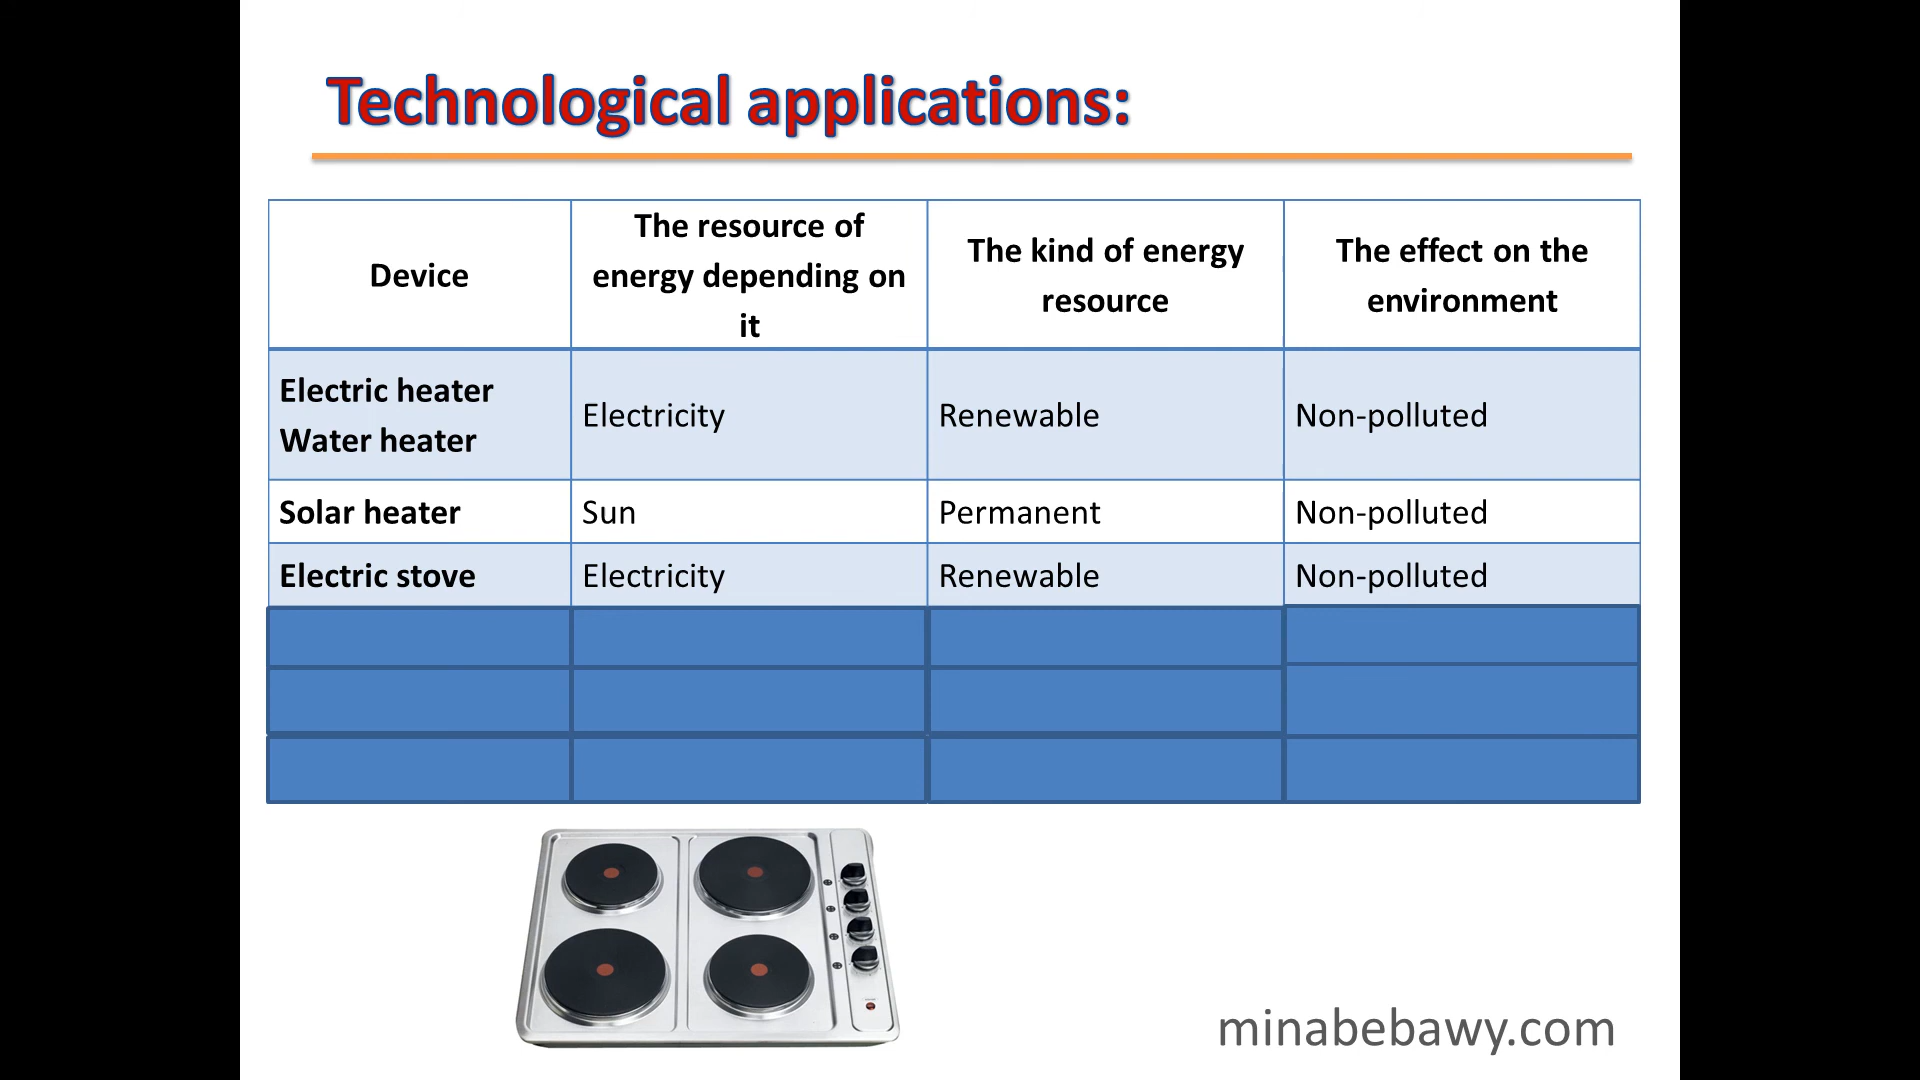 Technological applications:
Device
The resource of
energy depending on
it
The kind of energy
resource
The effect on the
environment
Electric heater
Water heater
Electricity
Renewable
Non-polluted
Solar heater
Sun
Permanent
Non-polluted
Electric stove
Electricity
Renewable
Non-polluted
minabebawy.com